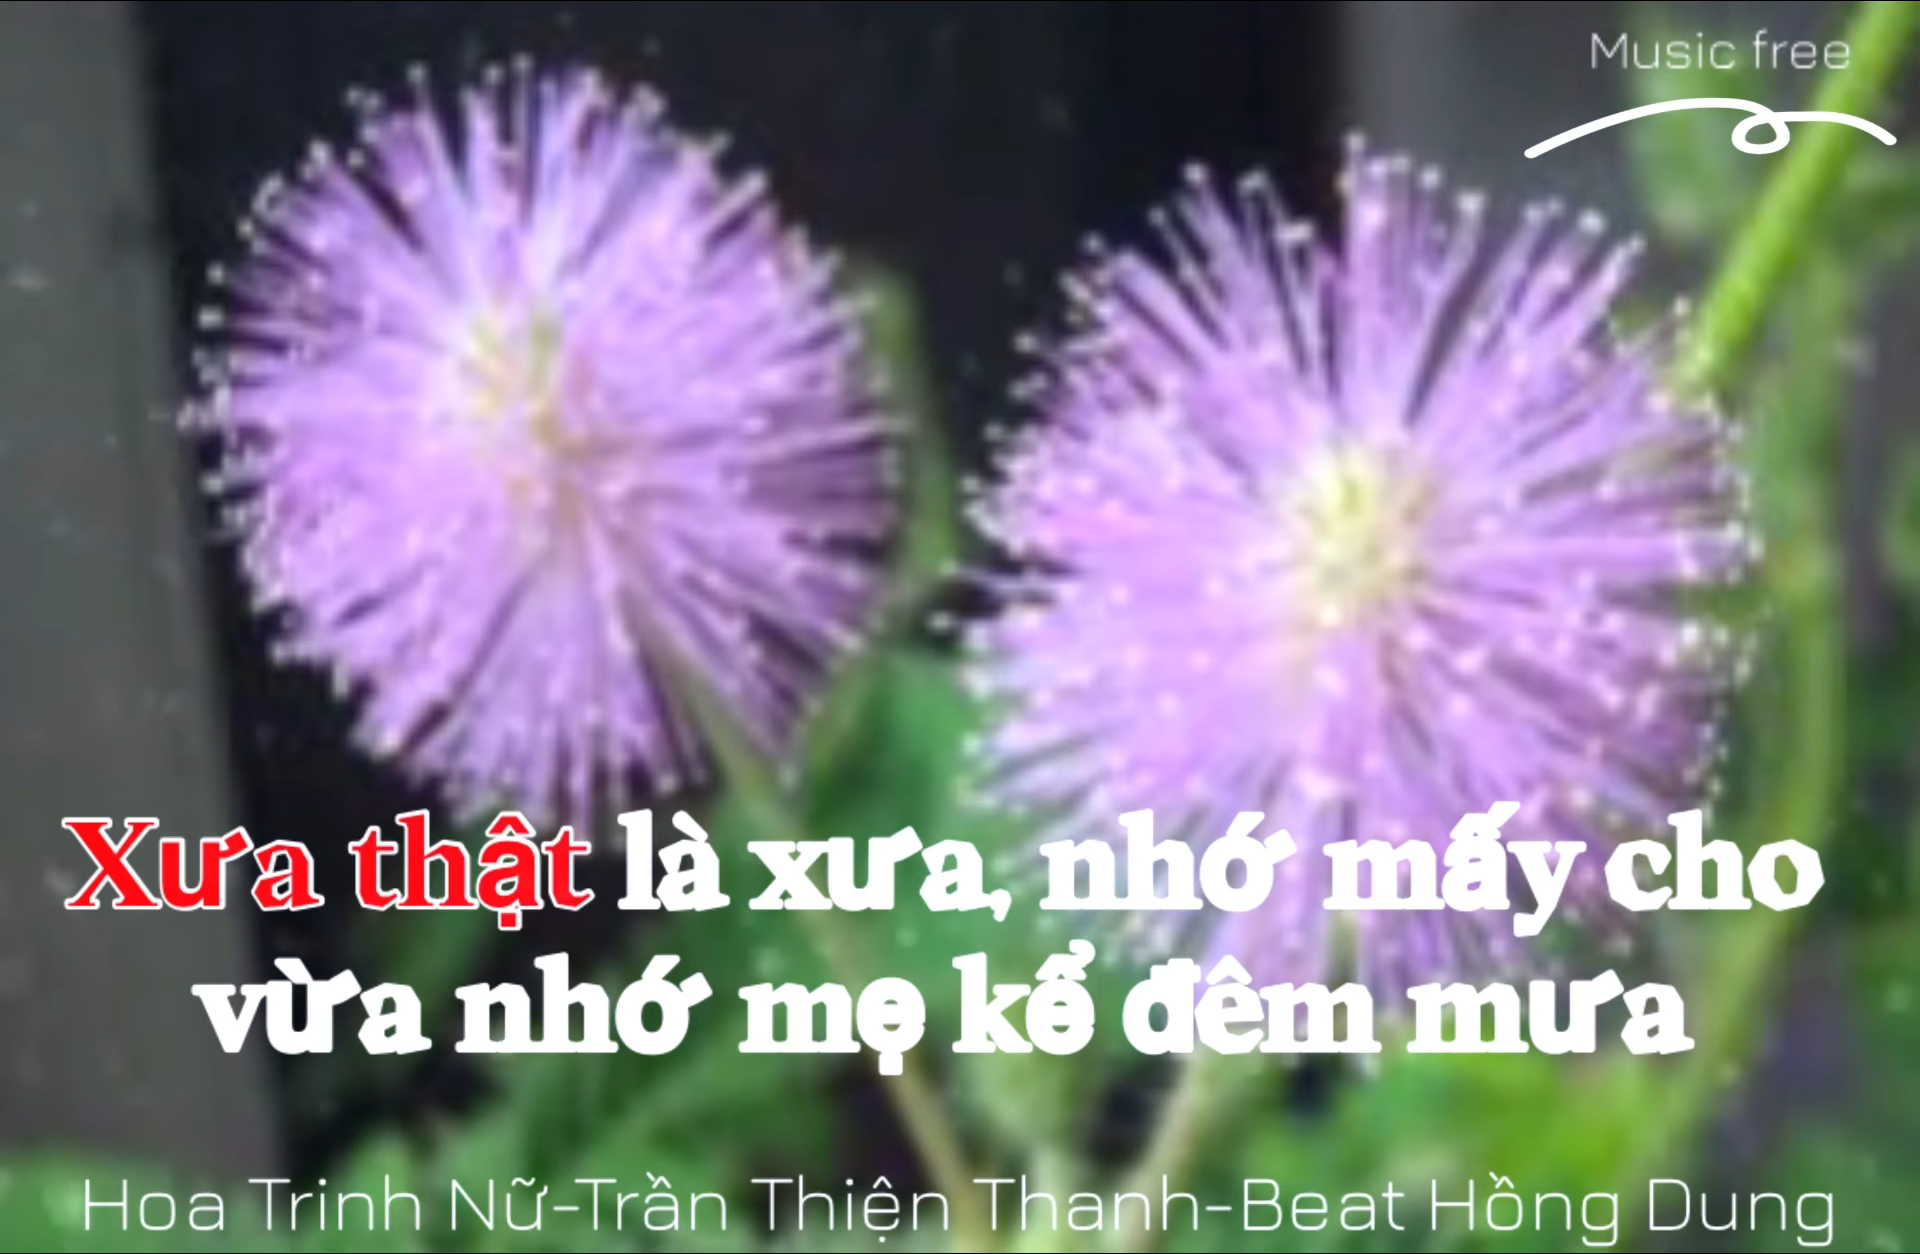 Music free
Xưa thật là xưa, nhớ mấy cho
vừa nhớ mẹ kể đêm mưa
Hoa Trinh Nữ-Trần Thiện Thanh-Beat Hồng Dung